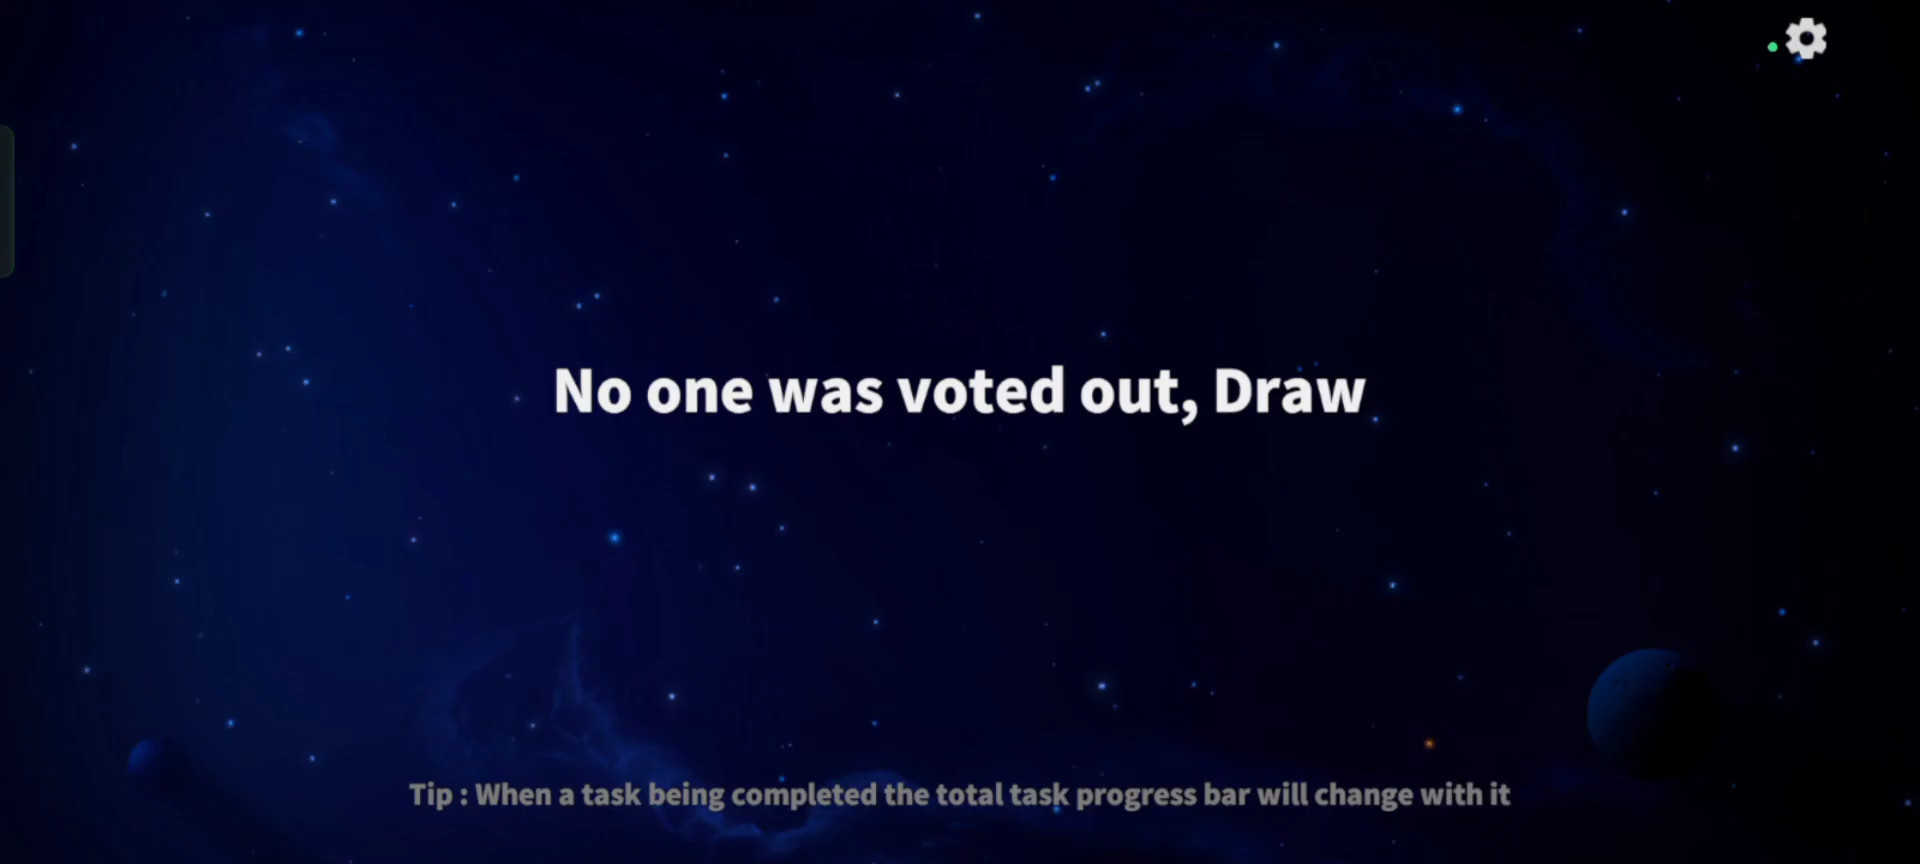 No one was voted out, Draw
Tip : When a task being completed the total task progress bar will change with it